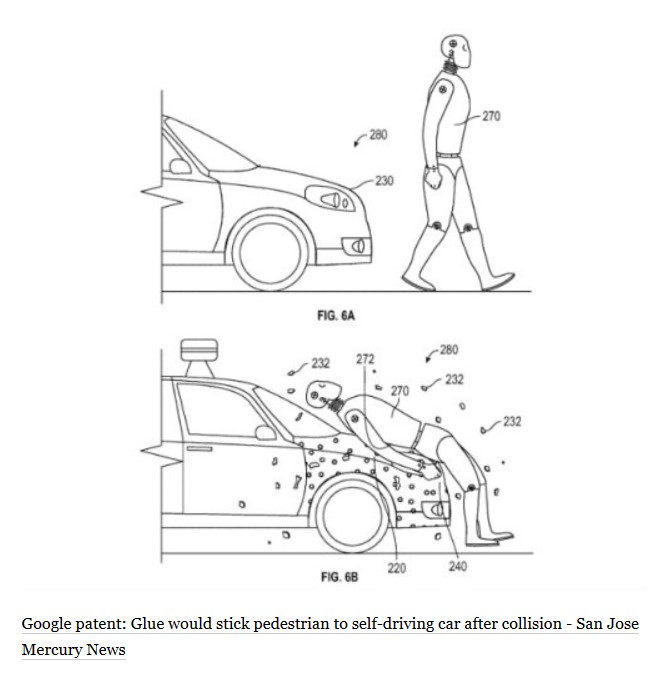 270
280
230
FIG. 6A
280
232
272
270
232
232
220
240
FIG. 6B
Google patent: Glue would stick pedestrian to self-driving car after collision - San Jose
Mercury News